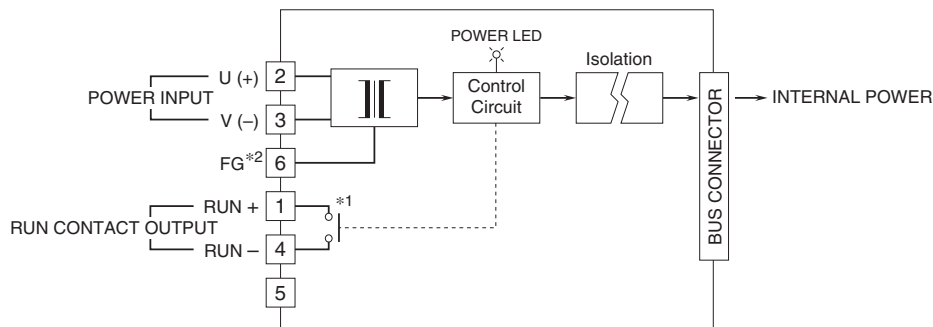 POWER LED
Isolation
U (+) 2
POWER INPUT
V (–) 3
Control
Circuit
INTERNAL POWER
BUS CONNECTOR
FG*2 6
RUN + 1
*1
RUN CONTACT OUTPUT
RUN – 4
5